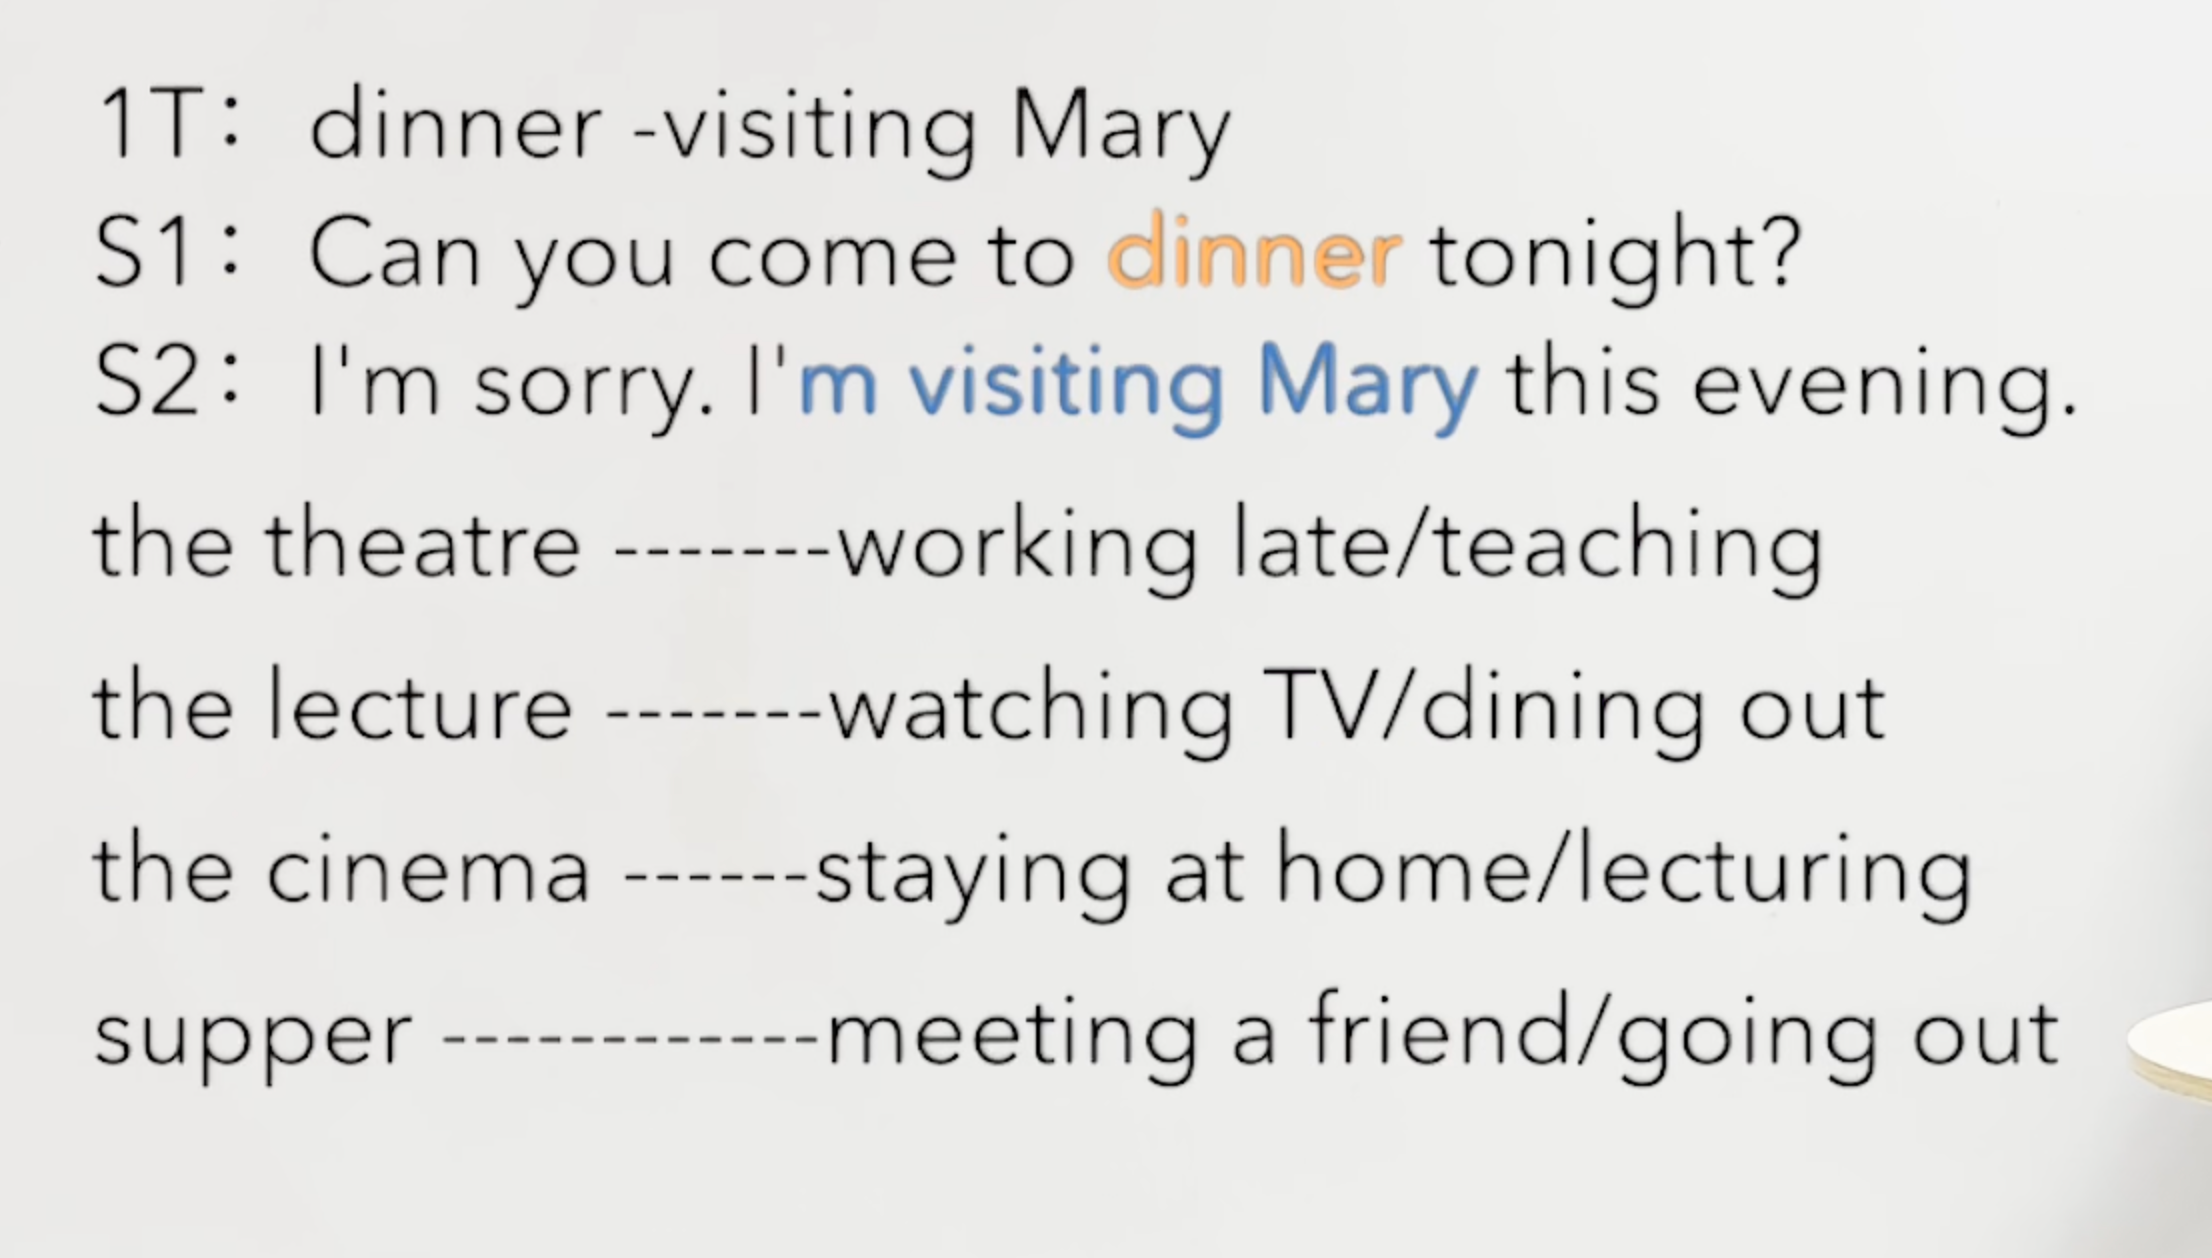 1T: dinner -visiting Mary
S1: Can you come to dinner tonight?
S2: I'm sorry. I'm visiting Mary this evening.
the theatre -------working late/teaching
the lecture -------watching TV/dining out
the cinema ------staying at home/lecturing
supper ------------meeting a friend/going out